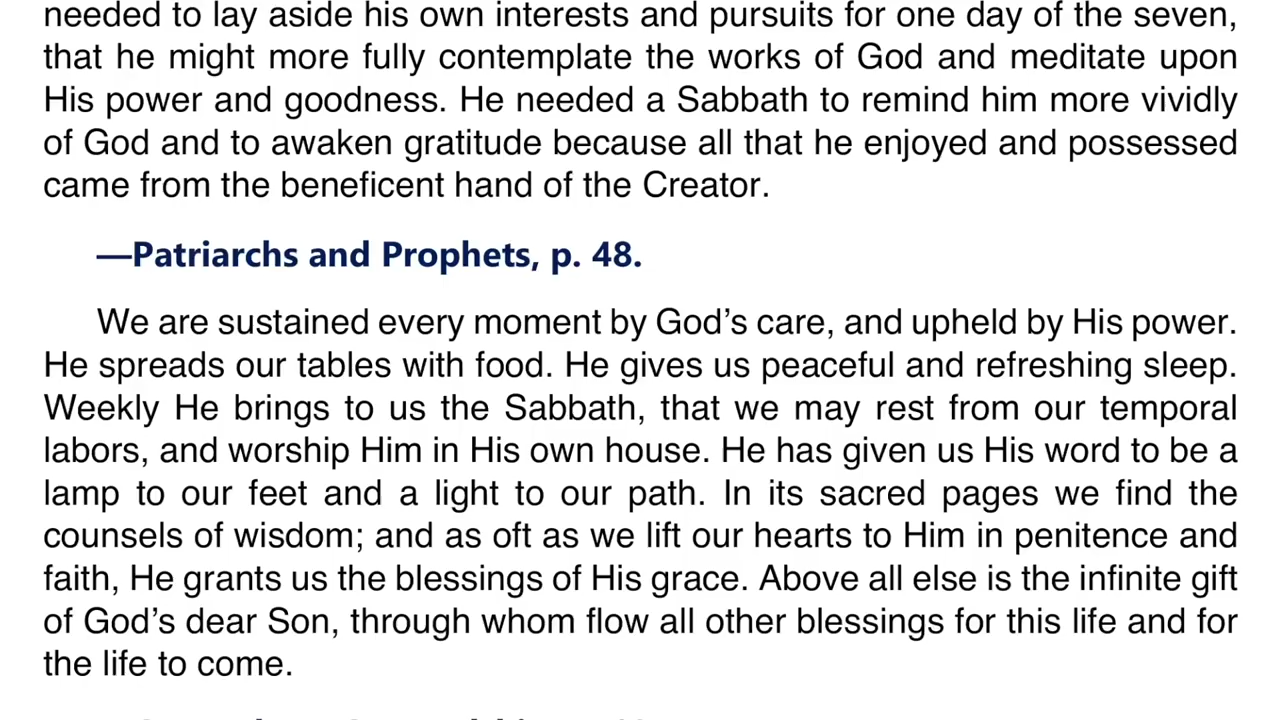 needed to lay aside his own interests and pursuits for one day of the seven,
that he might more fully contemplate the works of God and meditate upon
His power and goodness. He needed a Sabbath to remind him more vividly
of God and to awaken gratitude because all that he enjoyed and possessed
came from the beneficent hand of the Creator.
—Patriarchs and Prophets, p. 48.
We are sustained every moment by God’s care, and upheld by His power.
He spreads our tables with food. He gives us peaceful and refreshing sleep.
Weekly He brings to us the Sabbath, that we may rest from our temporal
labors, and worship Him in His own house. He has given us His word to be a
lamp to our feet and a light to our path. In its sacred pages we find the
counsels of wisdom; and as oft as we lift our hearts to Him in penitence and
faith, He grants us the blessings of His grace. Above all else is the infinite gift
of God’s dear Son, through whom flow all other blessings for this life and for
the life to come.